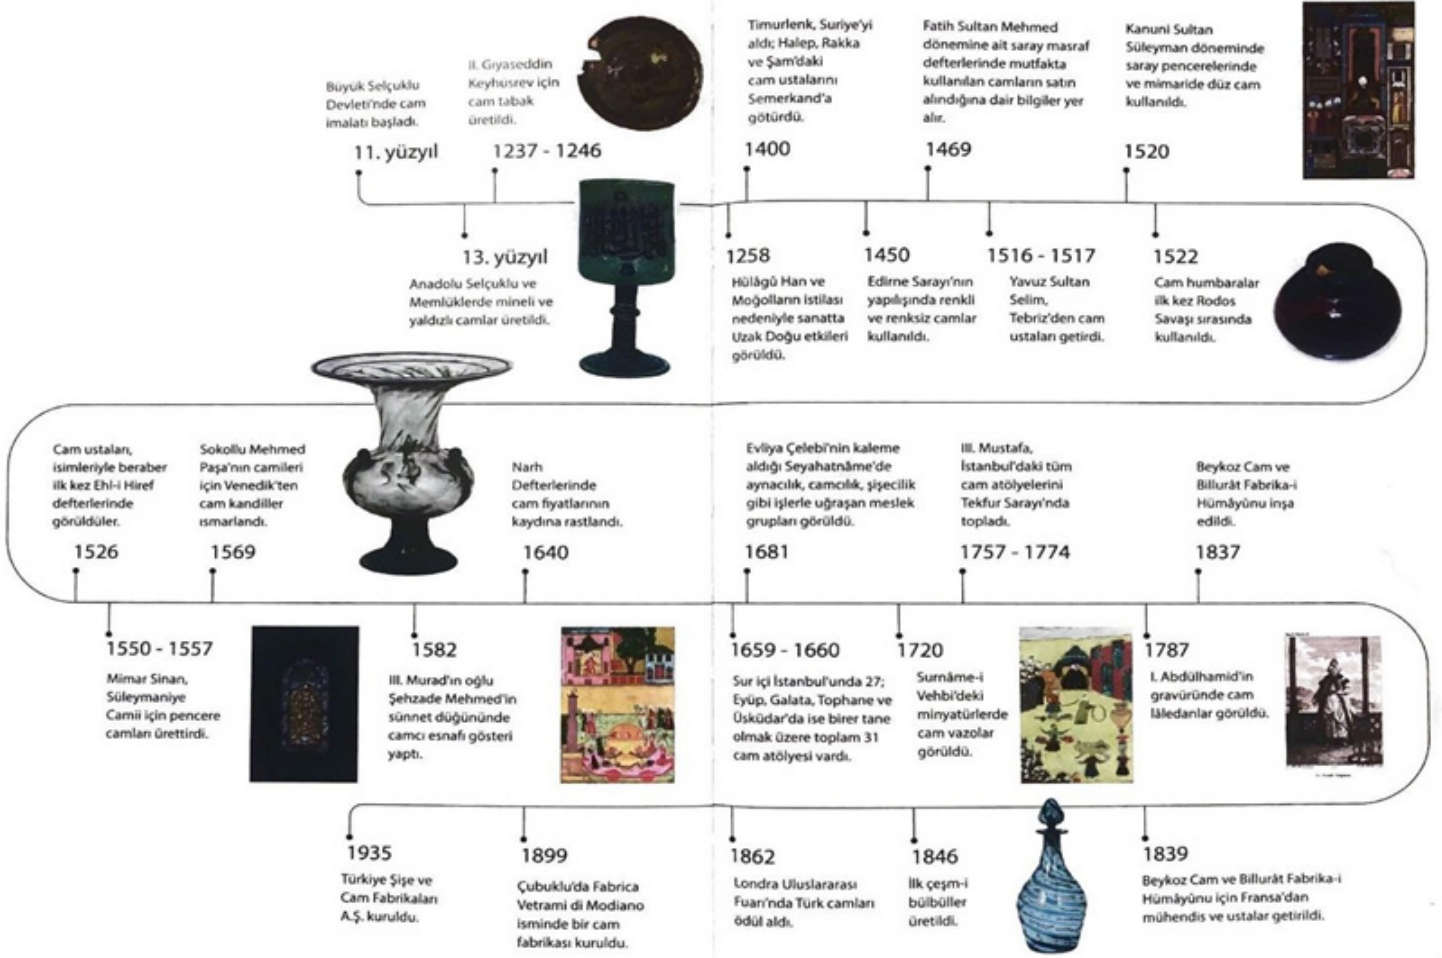 Büyük Selçuklu
Devleti'nde cam
imalatı başladı.
11. yüzyıl
II. Gıyaseddin
Keyhüsrev için
cam tabak
üretildi.
1237 - 1246
Timurlenk, Suriye'yi
aldı; Halep, Rakka
ve Şam'daki
cam ustalarını
Semerkand'a
götürdü.
1400
Fatih Sultan Mehmed
dönemine ait saray masraf
defterlerinde mutfakta
kullanılan camların satın
alındığına dair bilgiler yer
alır.
1469
Kanuni Sultan
Süleyman döneminde
saray pencerelerinde
ve mimaride düz cam
kullanıldı.
1520
13. yüzyıl
Anadolu Selçuklu ve
Memlüklerde mineli ve
yaldızlı camlar üretildi.
1258
Hülâgû Han ve
Moğolların İstilası
nedeniyle sanatta
Uzak Doğu etkileri
görüldü.
1450
Edirne Sarayı'nın
yapılışında renkli
ve renksiz camlar
kullanıldı.
1516 - 1517
Yavuz Sultan
Selim,
Tebriz'den cam
ustaları getirdi.
1522
Cam humbaralar
ilk kez Rodos
Savaşı sırasında
kullanıldı.
Cam ustaları,
isimleriyle beraber
ilk kez Ehl-i Hiref
defterlerinde
görüldüler.
1526
Sokollu Mehmed
Paşa'nın camileri
için Venedik'ten
cam kandiller
ısmarlandı.
1569
Narh
Defterlerinde
cam fiyatlarının
kaydına rastlandı.
1640
Evliya Çelebi'nin kaleme
aldığı Seyahatnâme'de
aynacılık, camcılık, şişecilik
gibi işlerle uğraşan meslek
grupları görüldü.
1681
III. Mustafa,
İstanbul'daki tüm
cam atölyelerini
Tekfur Sarayı'nda
topladı.
1757 - 1774
Beykoz Cam ve
Billurât Fabrika-i
Hümâyûnu inşa
edildi.
1837
1550 - 1557
Mimar Sinan,
Süleymaniye
Camii için pencere
camları ürettirdi.
1582
III. Murad'ın oğlu
Şehzade Mehmed'in
sünnet düğününde
camcı esnafı gösteri
yaptı.
1659 - 1660
Sur içi İstanbul'unda 27;
Eyüp, Galata, Tophane ve
Üsküdar'da ise birer tane
olmak üzere toplam 31
cam atölyesi vardı.
1720
Surnâme-i
Vehbi'deki
minyatürlerde
cam vazolar
görüldü.
1787
I. Abdülhamid'in
gravüründe cam
lâledanlar görüldü.
1935
Türkiye Şişe ve
Cam Fabrikaları
A.Ş. kuruldu.
1899
Çubuklu'da Fabrica
Vetrami di Modiano
isminde bir cam
fabrikası kuruldu.
1862
Londra Uluslararası
Fuarı'nda Türk camları
ödül aldı.
1846
İlk çeşm-i
bülbüller
üretildi.
1839
Beykoz Cam ve Billurât Fabrika-i
Hümâyûnu için Fransa'dan
mühendis ve ustalar getirildi.